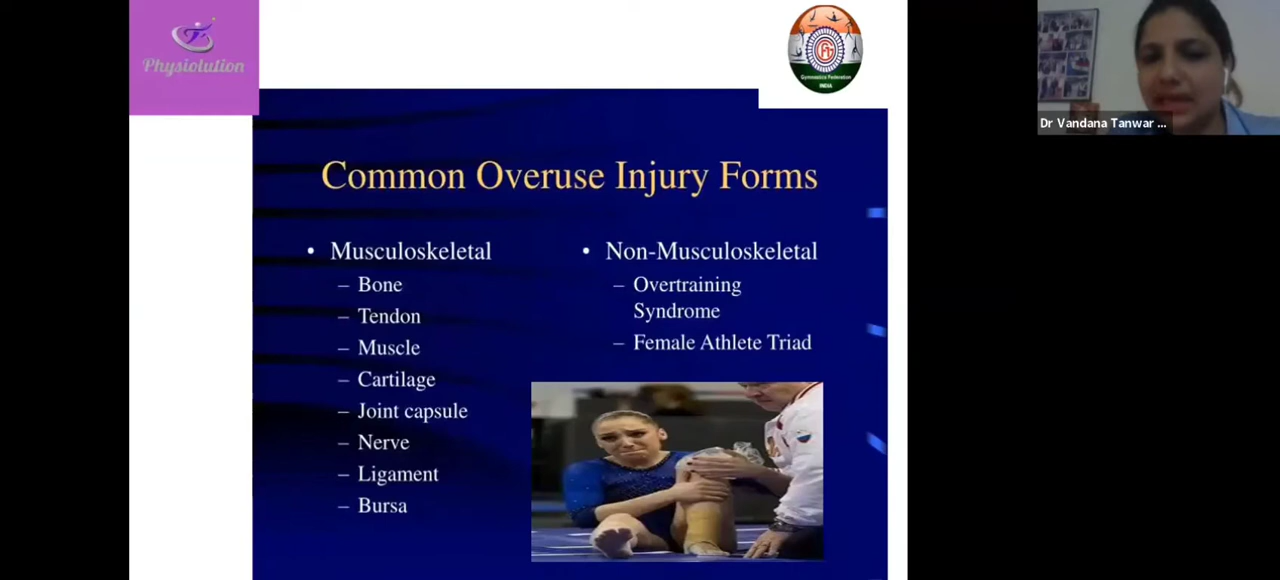 Physiolution
Gymnastics Federation
INDIA
Dr Vandana Tanwar ...
Common Overuse Injury Forms
• Musculoskeletal
– Bone
– Tendon
– Muscle
– Cartilage
– Joint capsule
– Nerve
– Ligament
– Bursa
• Non-Musculoskeletal
– Overtraining
Syndrome
– Female Athlete Triad